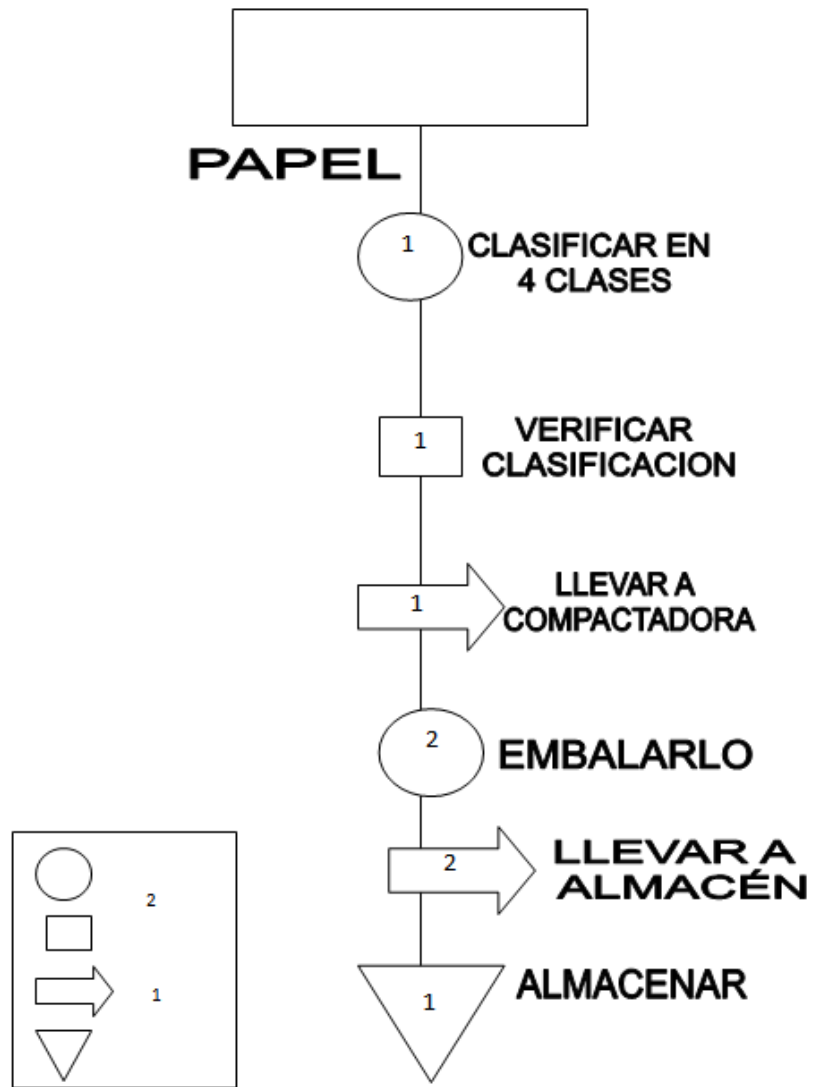 PAPEL
1
CLASIFICAR EN
4 CLASES
1
VERIFICAR
CLASIFICACION
1
LLEVAR A
COMPACTADORA
2
EMBALARLO
2
LLEVAR A
ALMACÉN
1
ALMACENAR
2
1